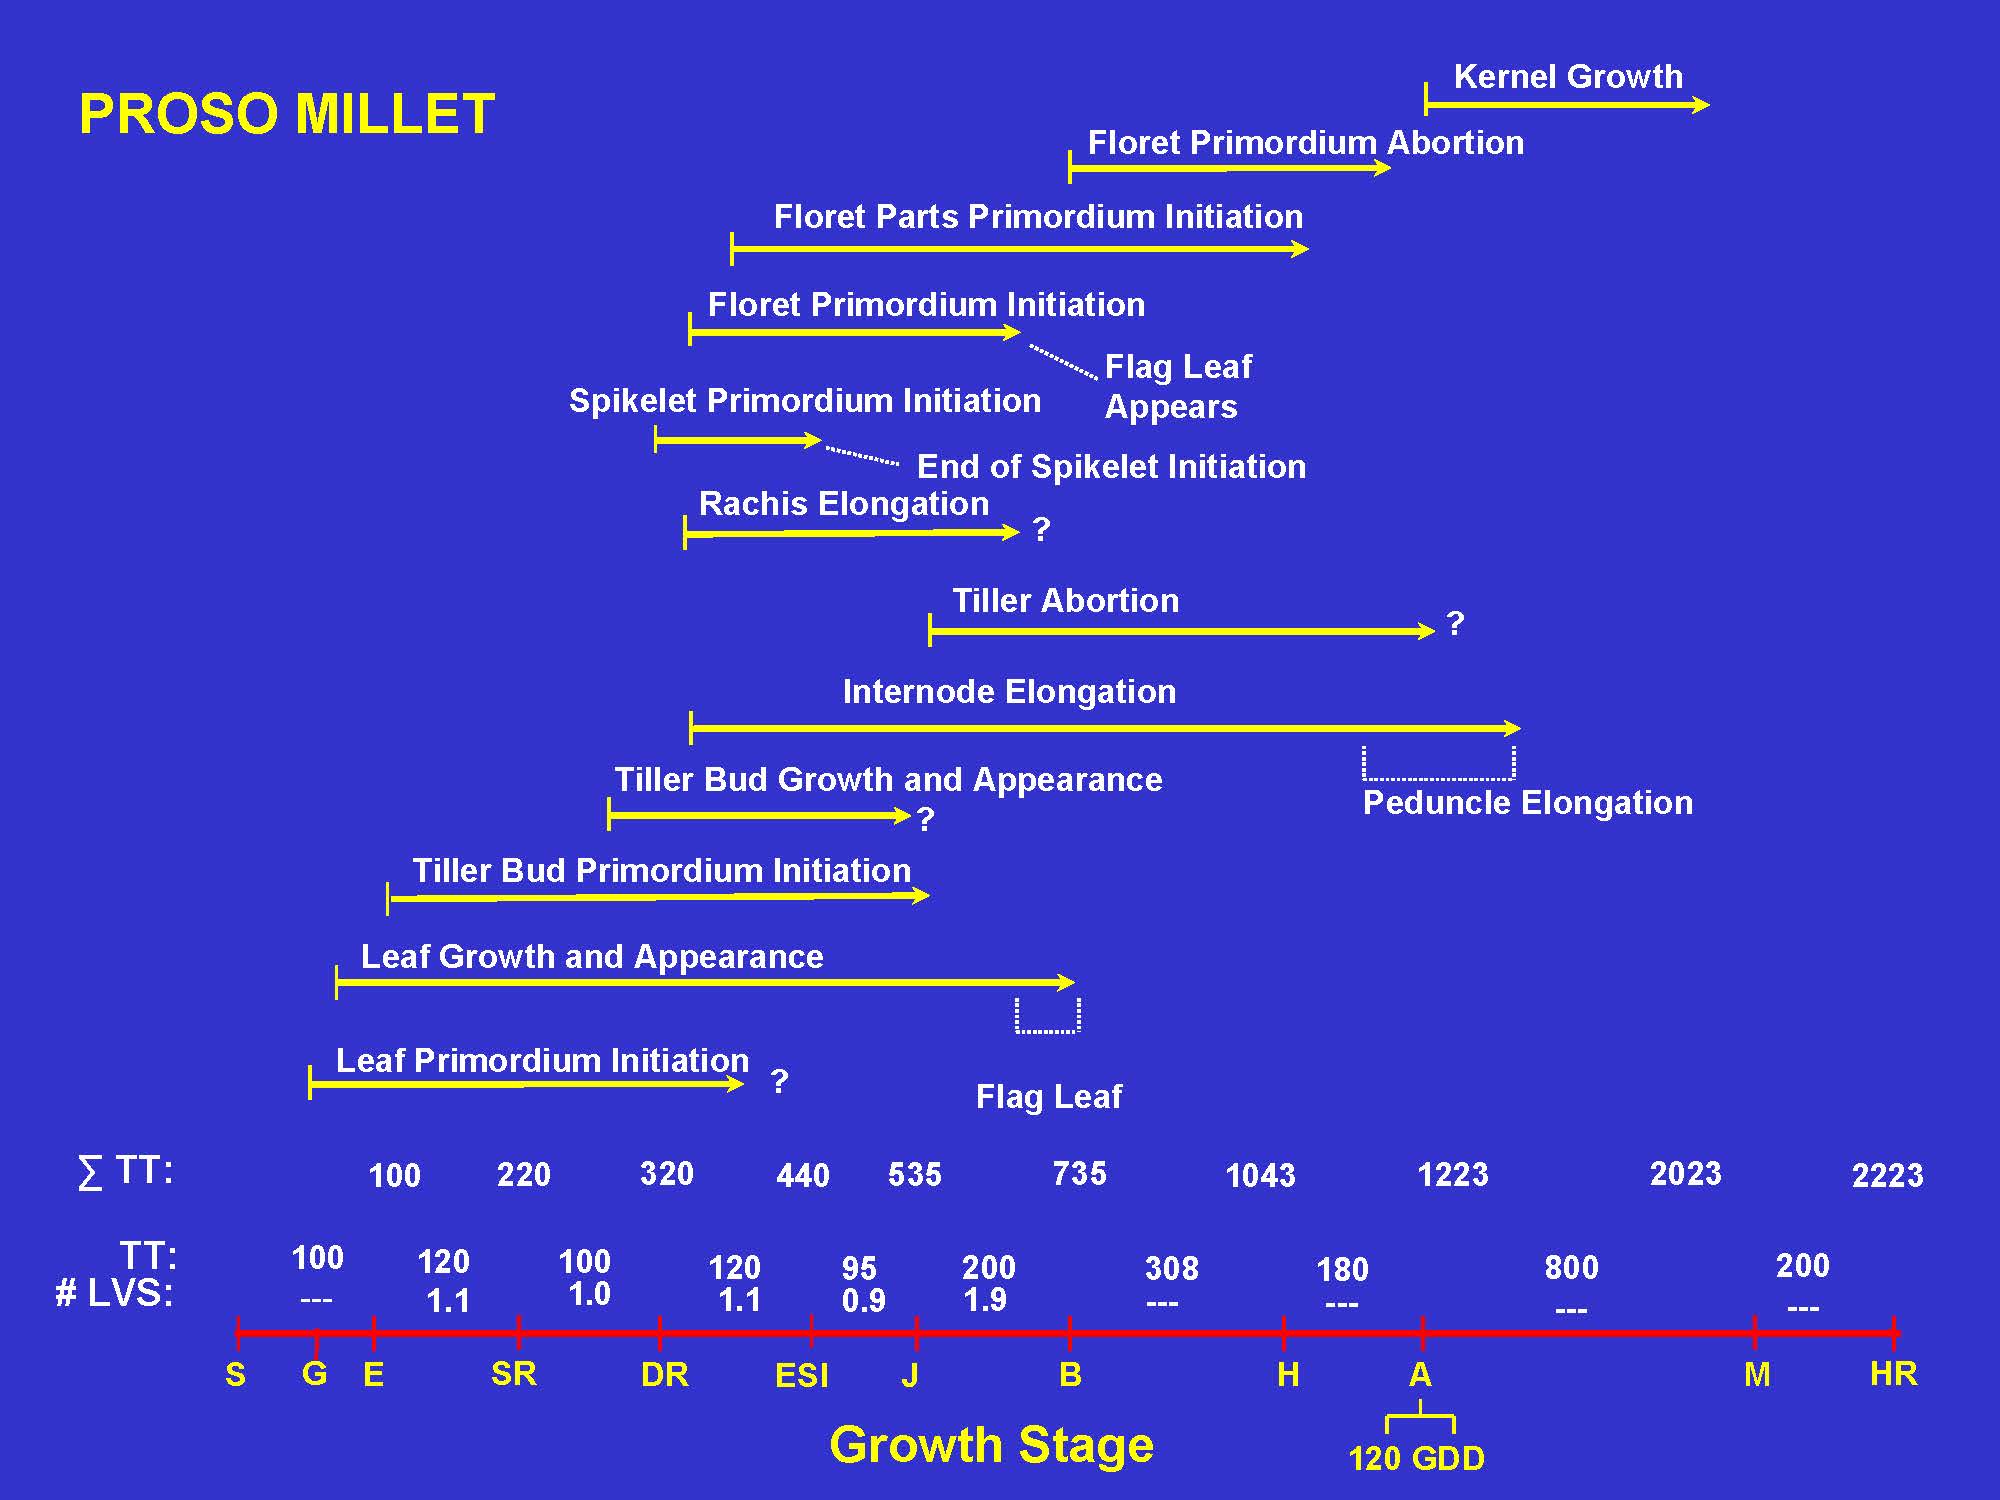 PROSO MILLET
Kernel Growth
Floret Primordium Abortion
Floret Parts Primordium Initiation
Floret Primordium Initiation
Flag Leaf
Appears
Spikelet Primordium Initiation
End of Spikelet Initiation
Rachis Elongation
?
Tiller Abortion
?
Internode Elongation
Peduncle Elongation
Tiller Bud Growth and Appearance
?
Tiller Bud Primordium Initiation
Leaf Growth and Appearance
Flag Leaf
Leaf Primordium Initiation
?
∑ TT: 100 220 320 440 535 735 1043 1223 2023 2223
TT: 100 120 100 120 95 200 308 180 800 200
# LVS: --- 1.1 1.0 1.1 0.9 1.9 --- --- --- ---
S G E SR DR ESI J B H A M HR
Growth Stage
120 GDD